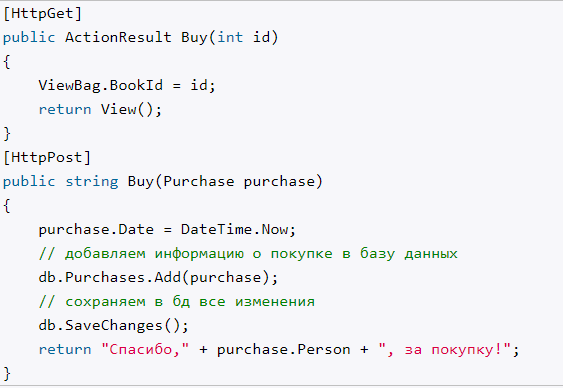 [HttpGet]
public ActionResult Buy(int id)
{
    ViewBag.BookId = id;
    return View();
}
[HttpPost]
public string Buy(Purchase purchase)
{
    purchase.Date = DateTime.Now;
    // добавляем информацию о покупке в базу данных
    db.Purchases.Add(purchase);
    // сохраняем в бд все изменения
    db.SaveChanges();
    return "Спасибо," + purchase.Person + ", за покупку!";
}